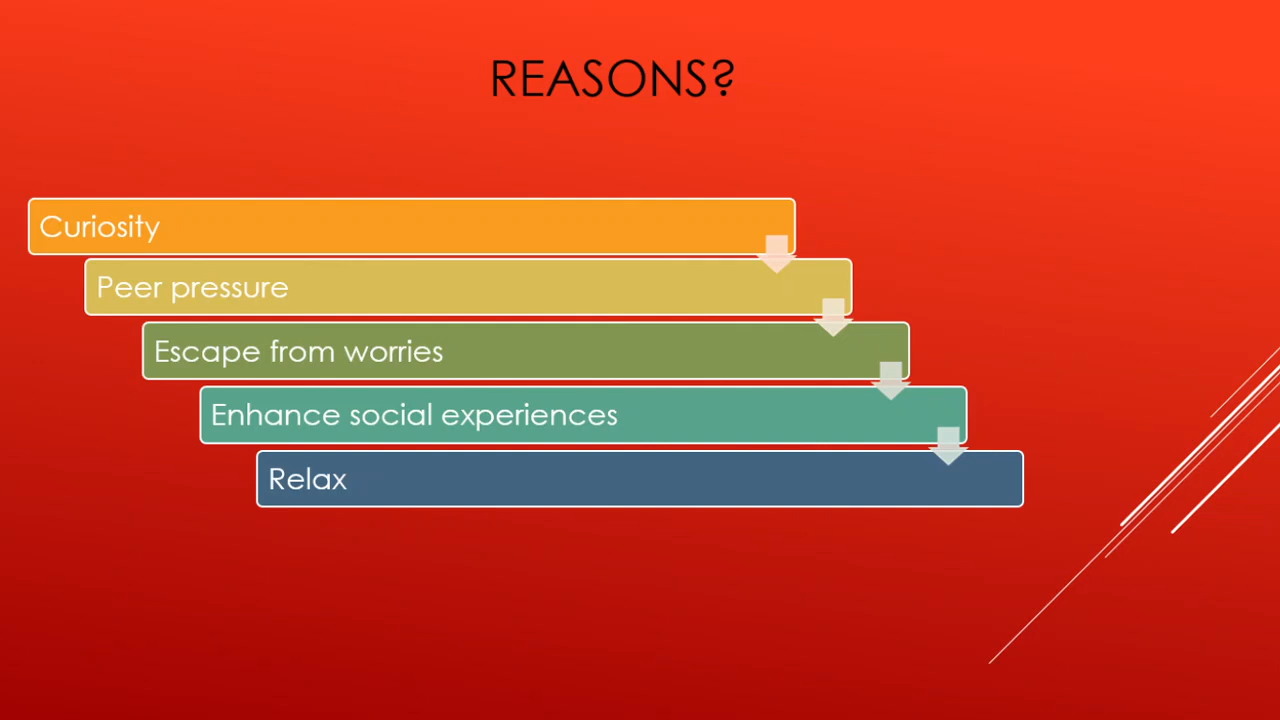 REASONS?
Curiosity
Peer pressure
Escape from worries
Enhance social experiences
Relax